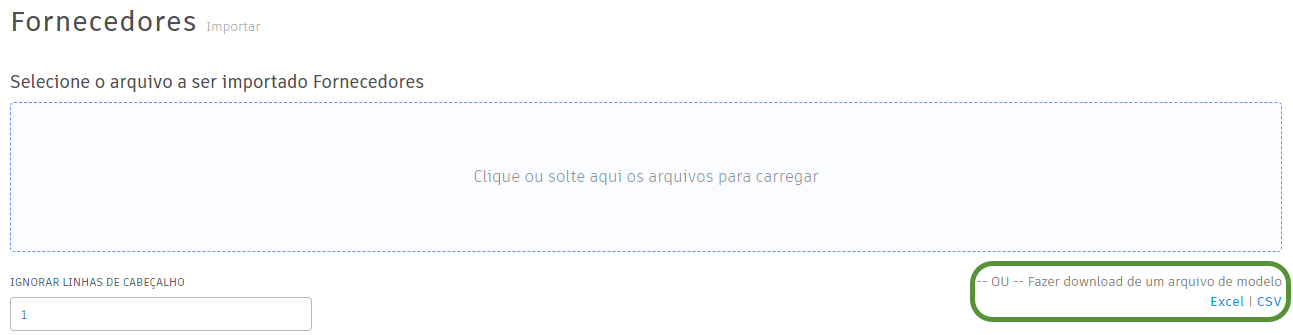 Fornecedores Importar
Selecione o arquivo a ser importado Fornecedores
Clique ou solte aqui os arquivos para carregar
IGNORAR LINHAS DE CABEÇALHO
1
-- OU -- Fazer download de um arquivo de modelo
Excel | CSV